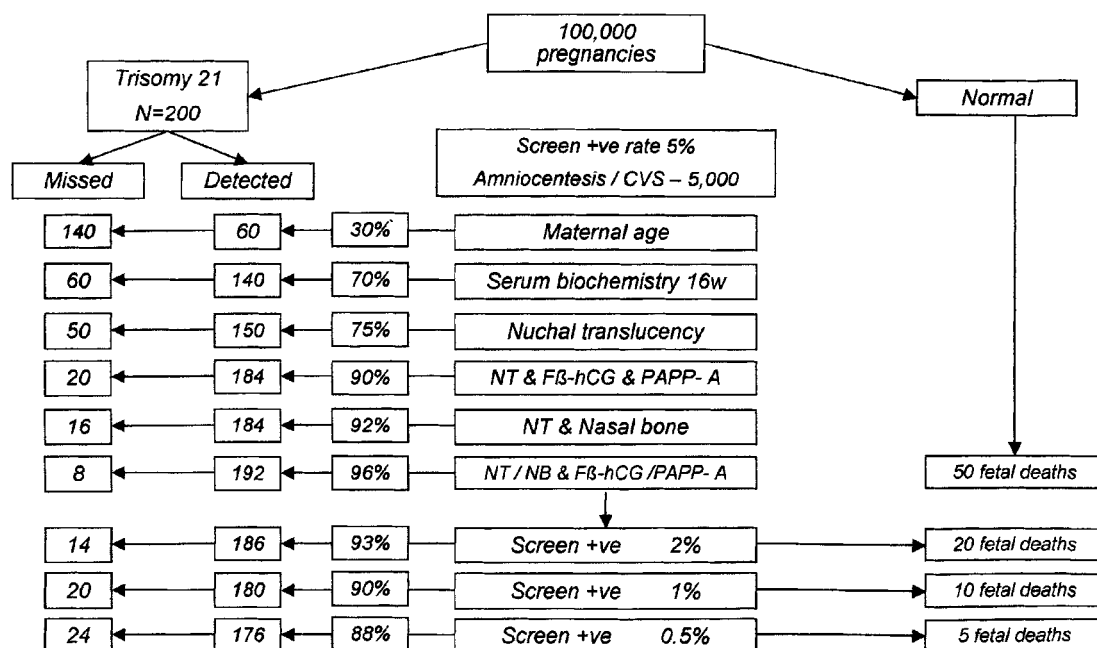 100,000
pregnancies
Trisomy 21
N=200
Normal
Screen +ve rate 5%
Amniocentesis / CVS – 5,000
Missed
Detected
140 60 30% Maternal age
60 140 70% Serum biochemistry 16w
50 150 75% Nuchal translucency
20 184 90% NT & Fß-hCG & PAPP- A
16 184 92% NT & Nasal bone
8 192 96% NT / NB & Fß-hCG /PAPP- A 50 fetal deaths
14 186 93% Screen +ve 2% 20 fetal deaths
20 180 90% Screen +ve 1% 10 fetal deaths
24 176 88% Screen +ve 0.5% 5 fetal deaths